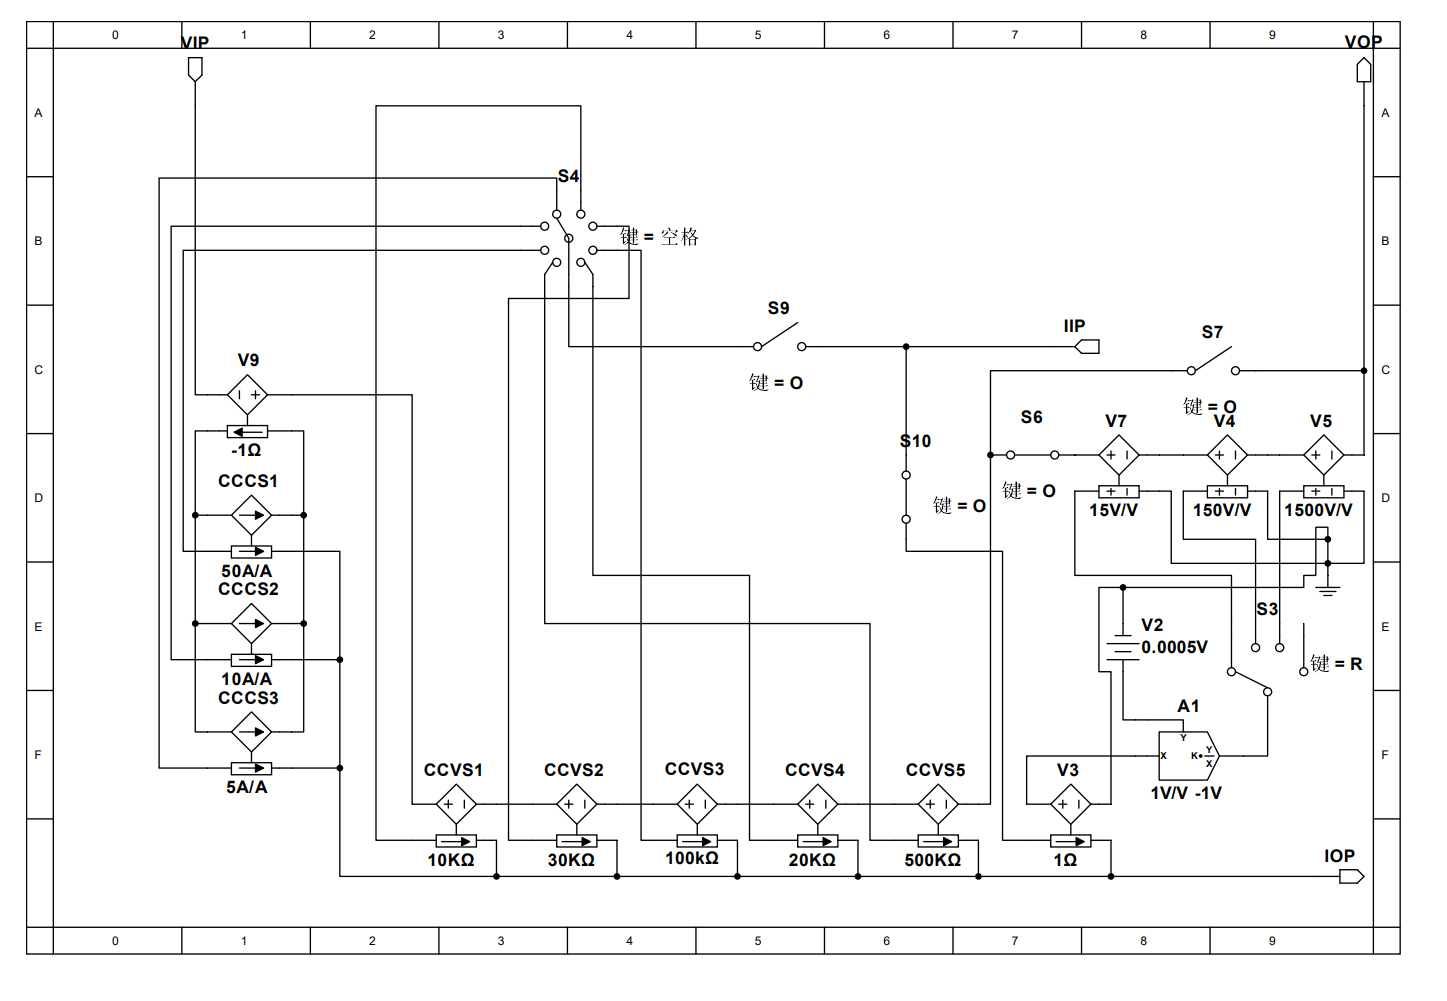 0 1 2 3 4 5 6 7 8 9
VIP
VOP
A A
S4
B B
键 = 空格
S9
IIP
S7
V9
C C
键 = O
键 = O
S6
V7
V4
V5
S10
-1Ω
CCCS1
键 = O
键 = O
D D
15V/V
150V/V
1500V/V
50A/A
CCCS2
S3
E E
V2
0.0005V
键 = R
10A/A
CCCS3
A1
Y
X
K•Y/X
F F
CCVS1
CCVS2
CCVS3
CCVS4
CCVS5
V3
5A/A
1V/V -1V
10KΩ
30KΩ
100kΩ
20KΩ
500KΩ
1Ω
IOP
0 1 2 3 4 5 6 7 8 9